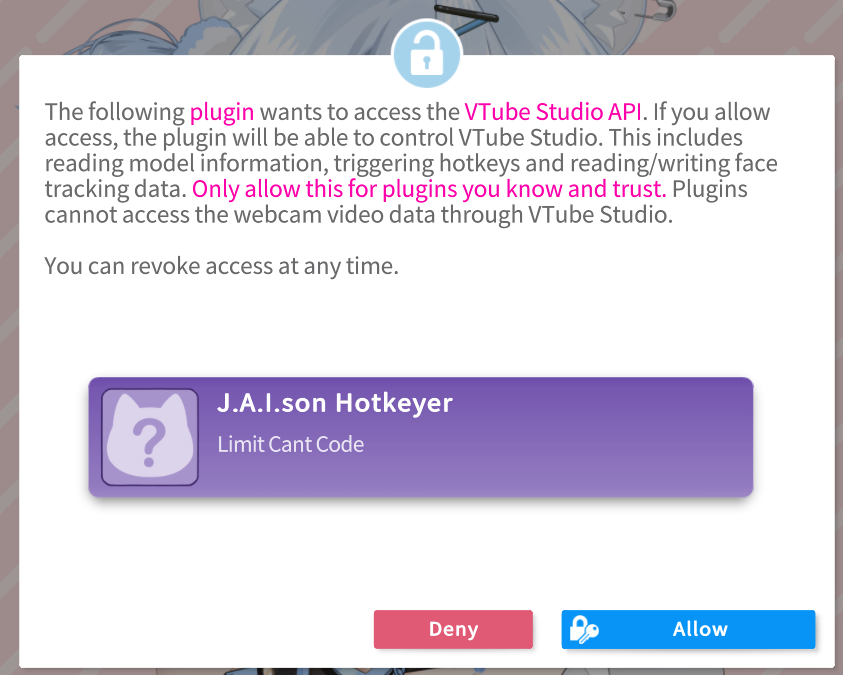 The following plugin wants to access the VTube Studio API. If you allow
access, the plugin will be able to control VTube Studio. This includes
reading model information, triggering hotkeys and reading/writing face
tracking data. Only allow this for plugins you know and trust. Plugins
cannot access the webcam video data through VTube Studio.
You can revoke access at any time.
?
J.A.I.son Hotkeyer
Limit Cant Code
Deny
Allow